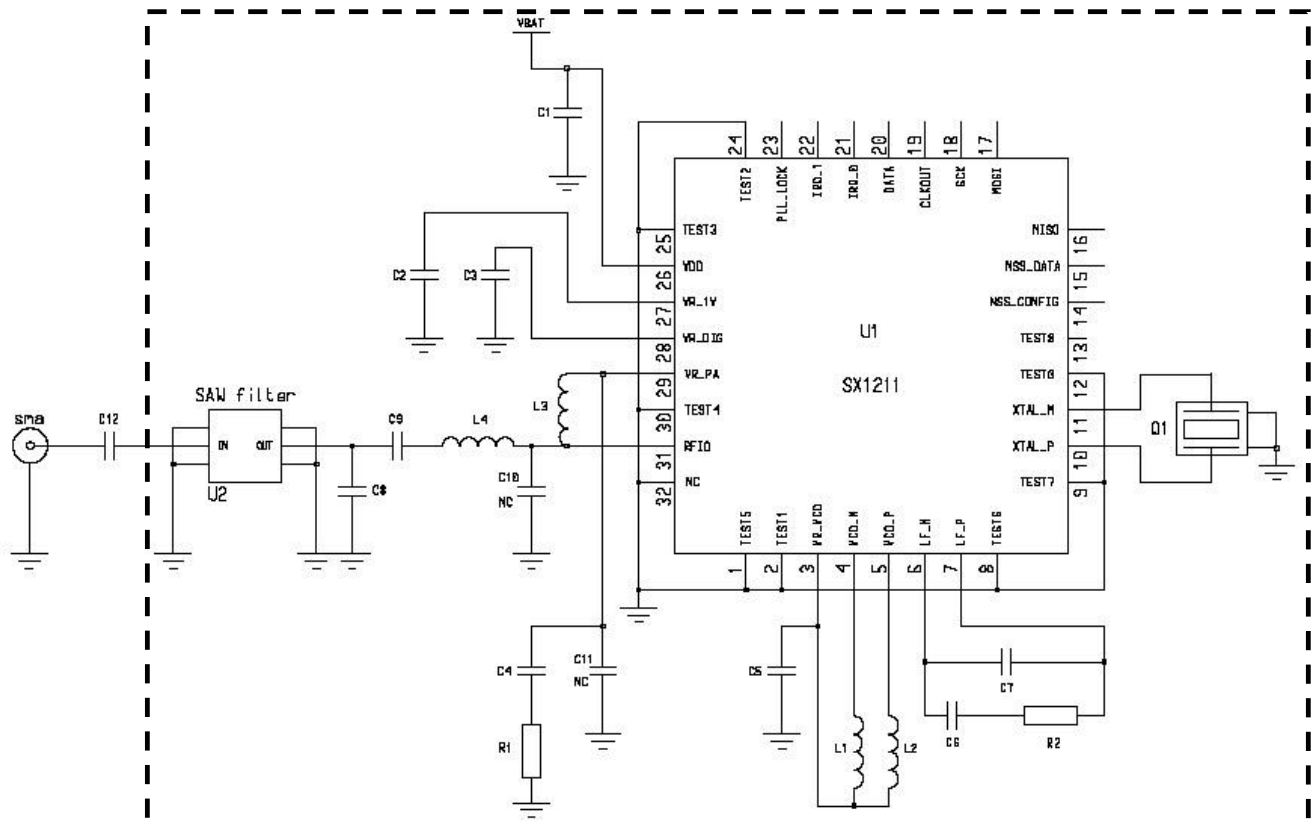 VBAT
C1
24 23 22 21 20 19 18 17
TEST2 PLL_LOCK IRQ_1 IRQ_0 DATA CLKOUT SCK MOSI
TEST3
25
VDD
26
VR_1V
27
VR_DIG
28
VR_PA
29
TEST4
30
RFIO
31
NC
32
MISO
16
NSS_DATA
15
NSS_CONFIG
14
TEST8
13
TEST0
12
XTAL_M
11
XTAL_P
10
TEST7
9
U1
SX1211
C2
C3
SAW filter
sma
C12
IN OUT
U2
C8
C9
L4
L3
C10
NC
Q1
TEST5 TEST1 VR_VCO VCO_M VCO_P LF_M LF_P TEST6
1 2 3 4 5 6 7 8
C4
C11
NC
R1
C5
L1
L2
C7
C6
R2